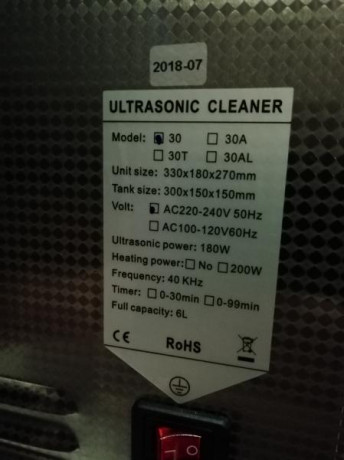 2018-07
ULTRASONIC CLEANER
Model: 30 30A
30T 30AL
Unit size: 330x180x270mm
Tank size: 300x150x150mm
Volt: AC220-240V 50Hz
AC100-120V60Hz
Ultrasonic power: 180W
Heating power: No 200W
Frequency: 40 KHz
Timer: 0-30min 0-99min
Full capacity: 6L
CE RoHS